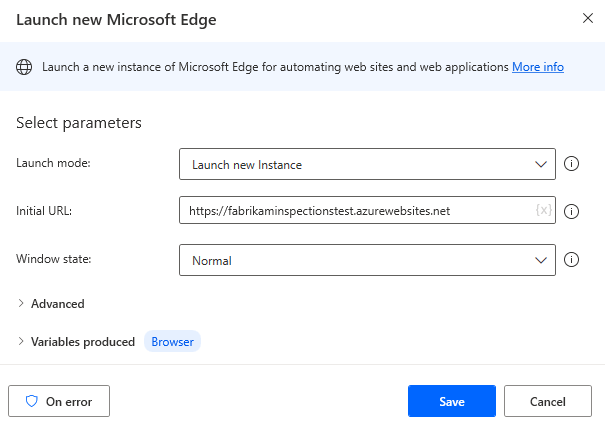 Launch new Microsoft Edge
Launch a new instance of Microsoft Edge for automating web sites and web applications More info
Select parameters
Launch mode: Launch new Instance
Initial URL: https://fabrikaminspectionstest.azurewebsites.net {x}
Window state: Normal
Advanced
Variables produced Browser
On error Save Cancel